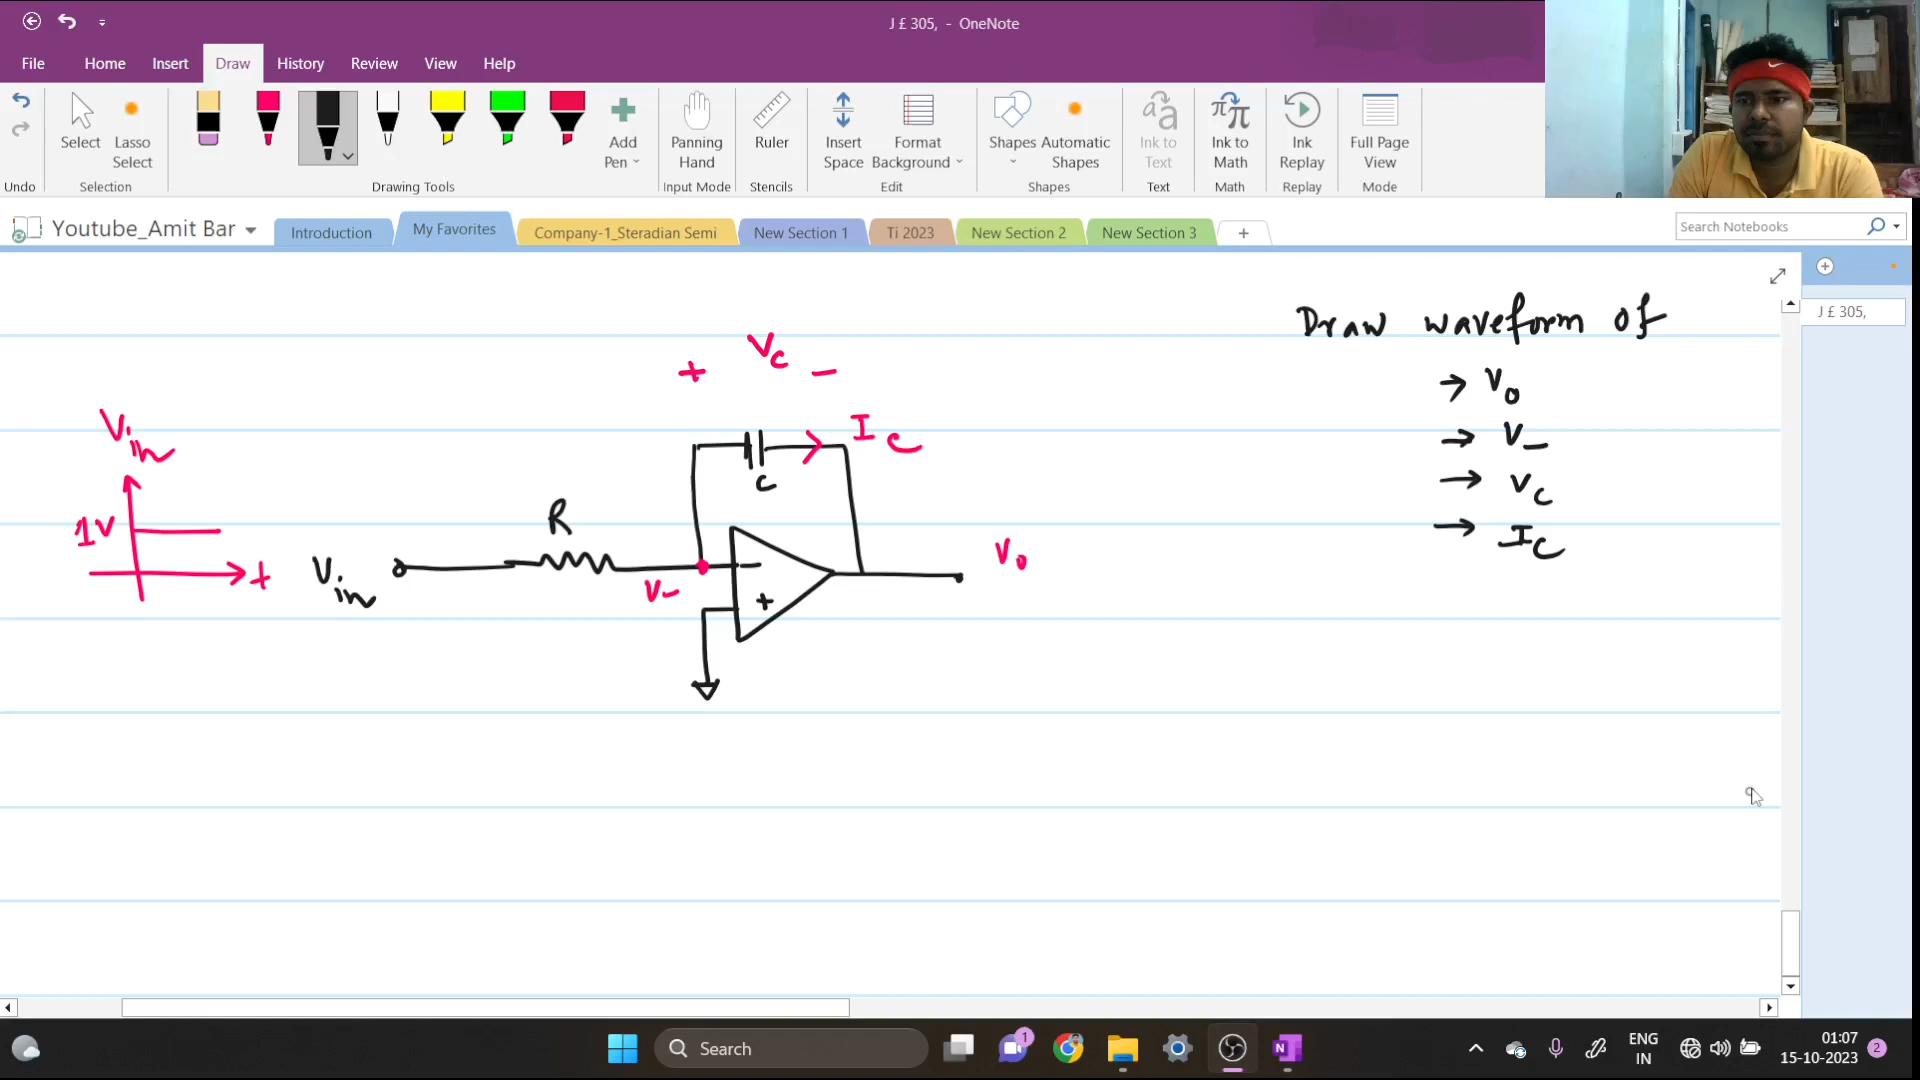 J £ 305, - OneNote
File Home Insert Draw History Review View Help
Undo
Select
Lasso Select
Selection
Drawing Tools
Add Pen
Panning Hand
Input Mode
Ruler
Stencils
Insert Space
Format Background
Edit
Shapes
Automatic Shapes
Shapes
Ink to Text
Text
Ink to Math
Math
Ink Replay
Replay
Full Page View
Mode
Youtube_Amit Bar
Introduction My Favorites Company-1_Steradian Semi New Section 1 Ti 2023 New Section 2 New Section 3 +
Search Notebooks
J £ 305,
Draw waveform of
→ Vo
→ V-
→ Vc
→ Ic
+ Vc -
Ic
C
Vin
1V
t
Vin
R
V-
-
+
Vo
Search
1
ENG
IN
01:07
15-10-2023
2